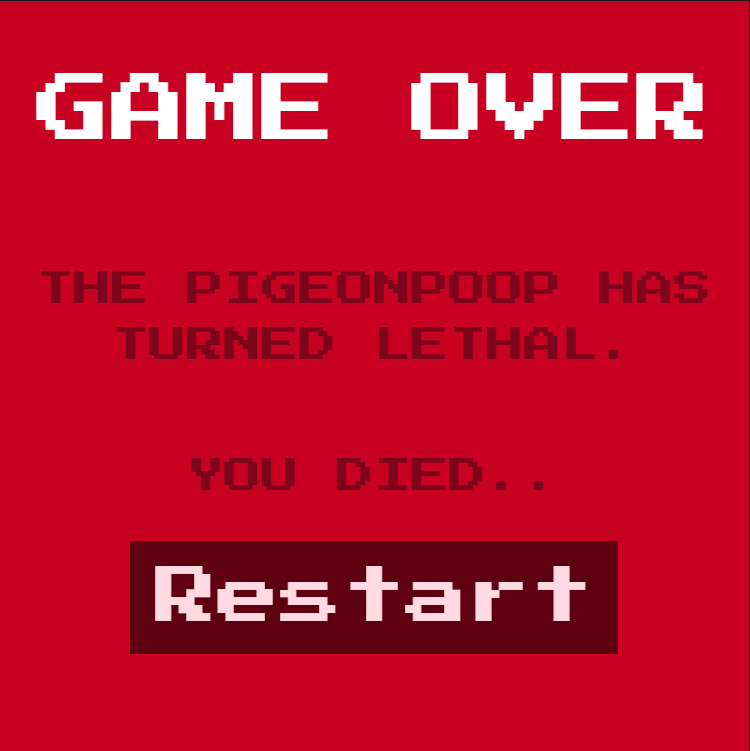 GAME OVER
THE PIGEONPOOP HAS
TURNED LETHAL.
YOU DIED..
Restart